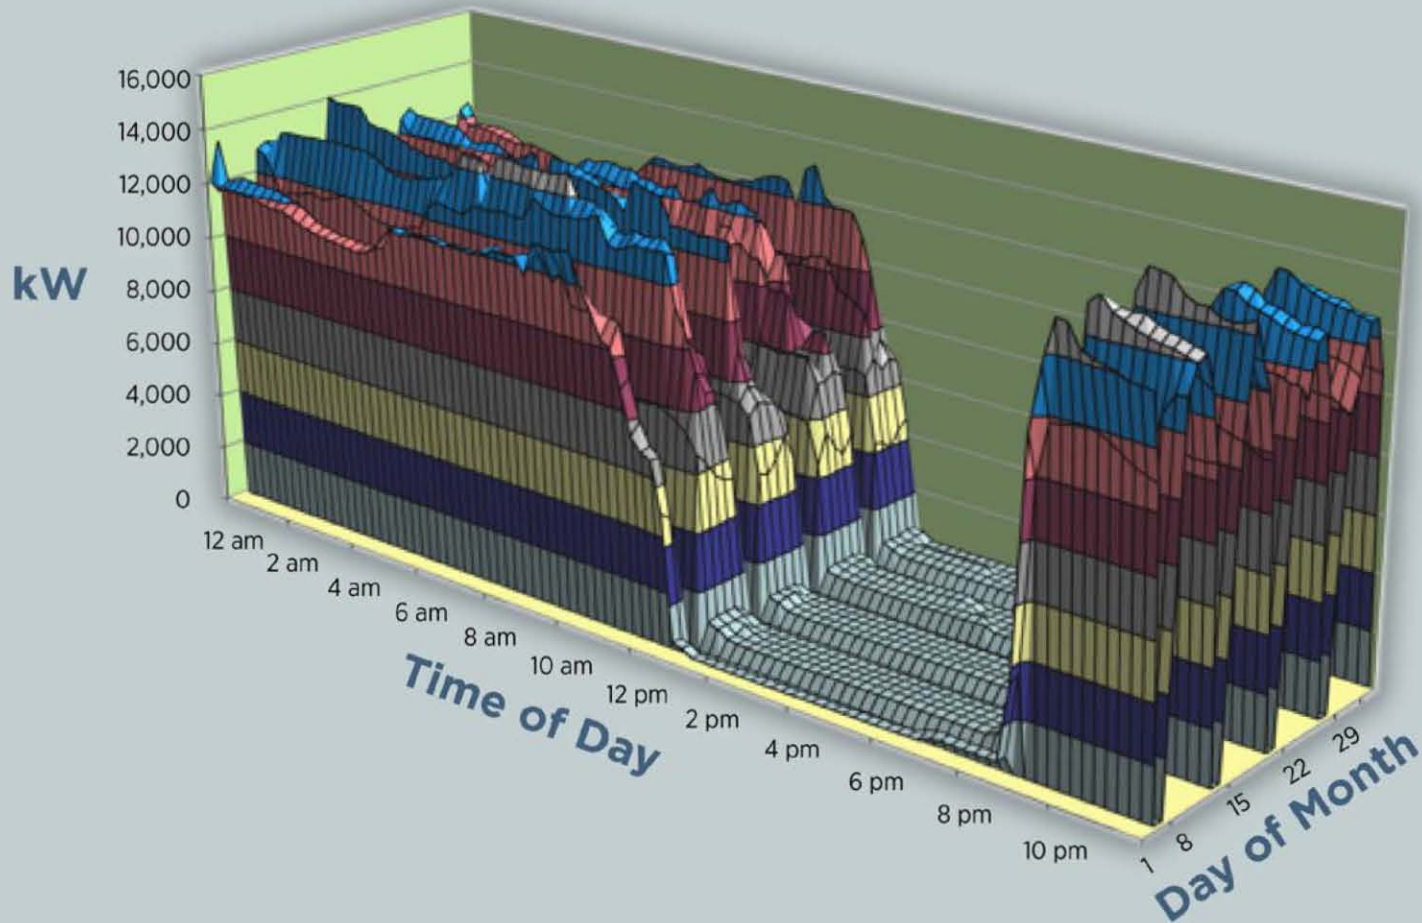 16,000
14,000
12,000
10,000
8,000
6,000
4,000
2,000
0
kW
12 am
2 am
4 am
6 am
8 am
10 am
12 pm
2 pm
4 pm
6 pm
8 pm
10 pm
Time of Day
1
8
15
22
29
Day of Month